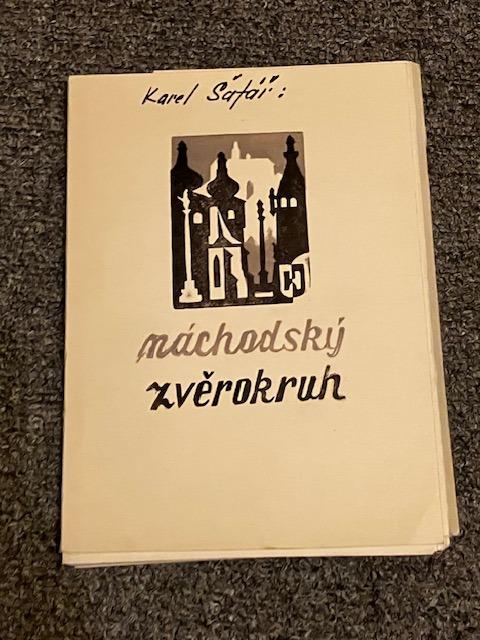 Karel Šafář:
náchodský
zvěrokruh